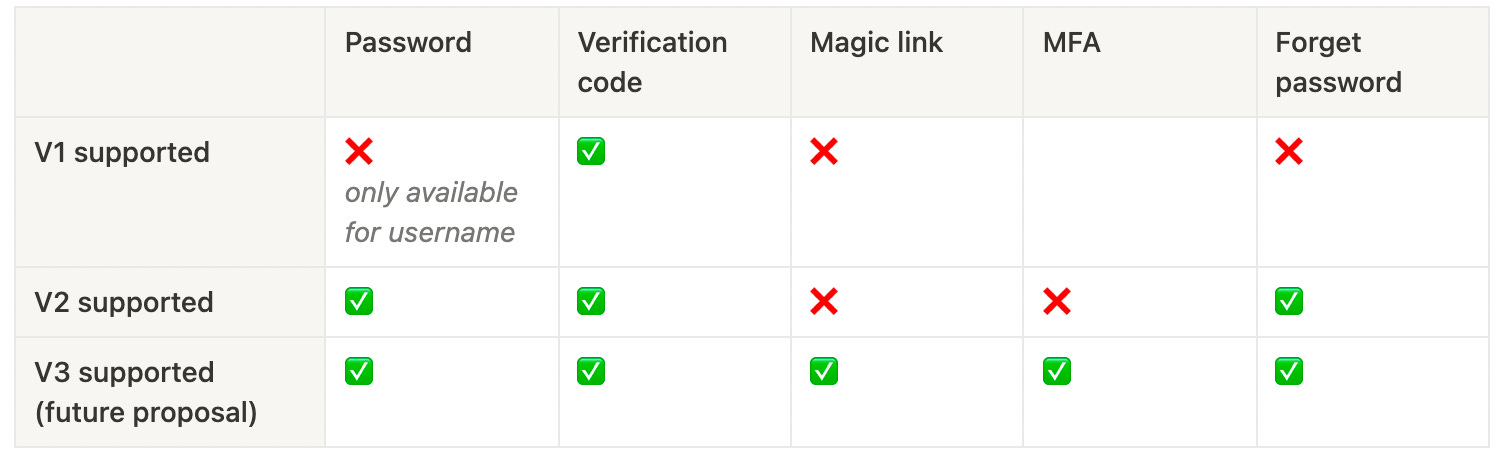 Password
Verification
code
Magic link
MFA
Forget
password
V1 supported
❌
only available
for username
✅
❌
❌
V2 supported
✅
✅
❌
❌
✅
V3 supported
(future proposal)
✅
✅
✅
✅
✅